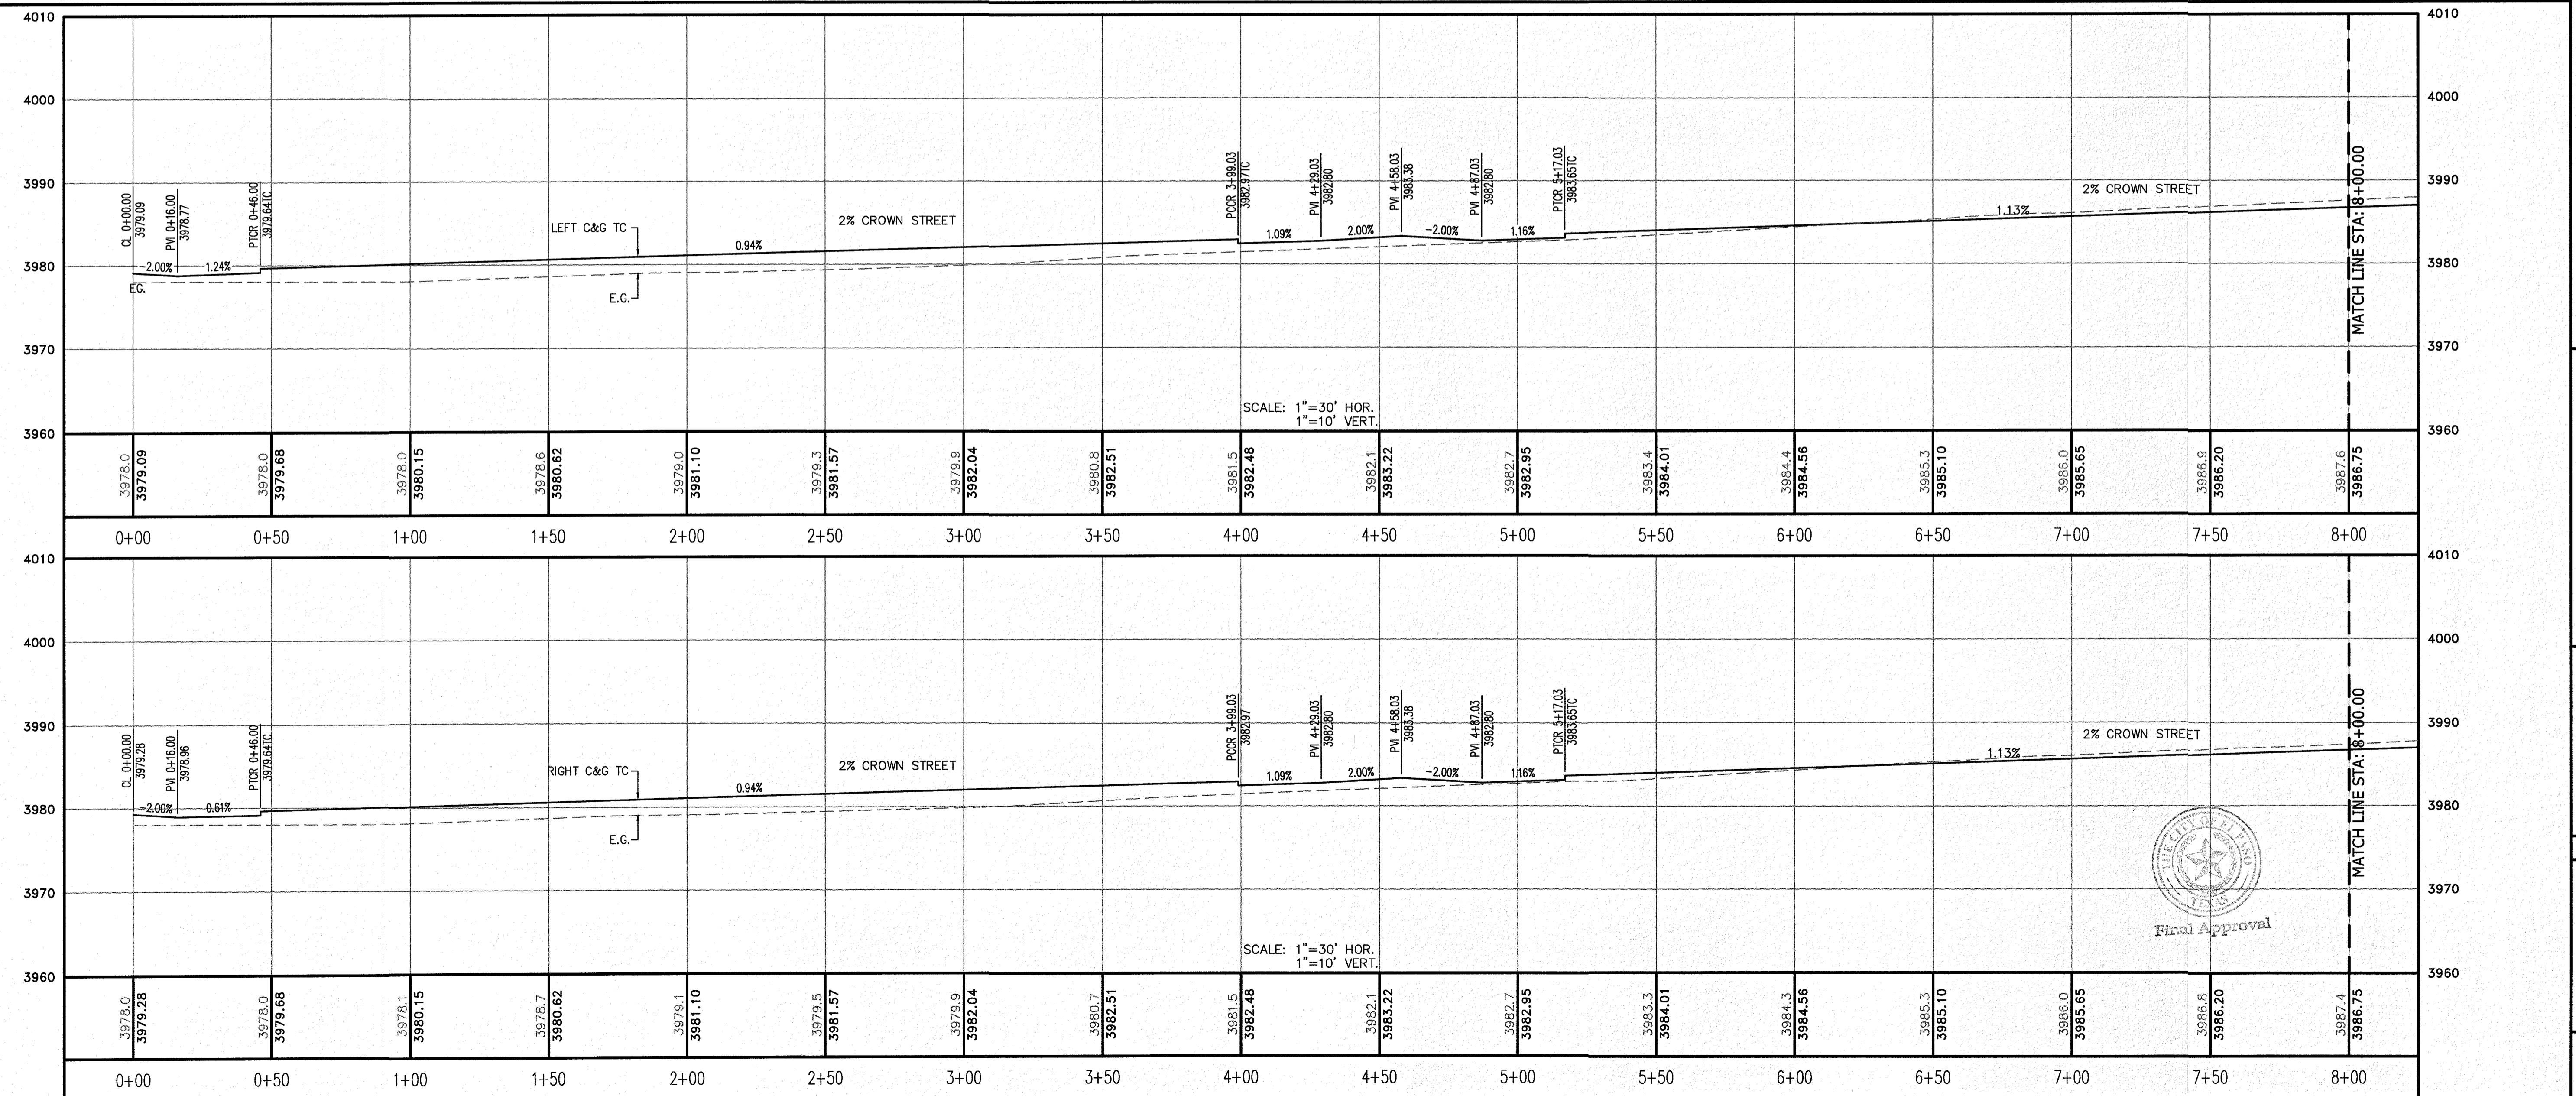 4010
4010
4000
4000
3990
3990
3980
3980
3970
3970
3960
3960
CL 0+00.00
3979.09
PVI 0+16.00
3978.77
PTCR 0+46.00
3979.64TC
-2.00%
1.24%
EG.
LEFT C&G TC
E.G.
0.94%
2% CROWN STREET
PCCR 3+99.03
3982.97TC
PVI 4+29.03
3982.80
PVI 4+58.03
3983.38
PVI 4+87.03
3982.80
PTCR 5+17.03
3983.65TC
1.09%
2.00%
-2.00%
1.16%
1.13%
2% CROWN STREET
MATCH LINE STA: 8+00.00
SCALE: 1"=30' HOR.
1"=10' VERT.
3978.0
3979.09
3978.0
3979.68
3978.0
3980.15
3978.6
3980.62
3979.0
3981.10
3979.3
3981.57
3979.9
3982.04
3980.8
3982.51
3981.5
3982.48
3982.1
3983.22
3982.7
3982.95
3983.4
3984.01
3984.4
3984.56
3985.3
3985.10
3986.0
3985.65
3986.9
3986.20
3987.6
3986.75
0+00 0+50 1+00 1+50 2+00 2+50 3+00 3+50 4+00 4+50 5+00 5+50 6+00 6+50 7+00 7+50 8+00
4010
4010
4000
4000
3990
3990
3980
3980
3970
3970
3960
3960
CL 0+00.00
3979.28
PVI 0+16.00
3978.96
PTCR 0+46.00
3979.64TC
-2.00%
0.61%
RIGHT C&G TC
E.G.
0.94%
2% CROWN STREET
PCCR 3+99.03
3982.97
PVI 4+29.03
3982.80
PVI 4+58.03
3983.38
PVI 4+87.03
3982.80
PTCR 5+17.03
3983.65TC
1.09%
2.00%
-2.00%
1.16%
1.13%
2% CROWN STREET
MATCH LINE STA: 8+00.00
THE CITY OF EL PASO
TEXAS
Final Approval
SCALE: 1"=30' HOR.
1"=10' VERT.
3978.0
3979.28
3978.0
3979.68
3978.1
3980.15
3978.7
3980.62
3979.1
3981.10
3979.5
3981.57
3979.9
3982.04
3980.7
3982.51
3981.5
3982.48
3982.1
3983.22
3982.7
3982.95
3983.3
3984.01
3984.3
3984.56
3985.3
3985.10
3986.0
3985.65
3986.8
3986.20
3987.4
3986.75
0+00 0+50 1+00 1+50 2+00 2+50 3+00 3+50 4+00 4+50 5+00 5+50 6+00 6+50 7+00 7+50 8+00